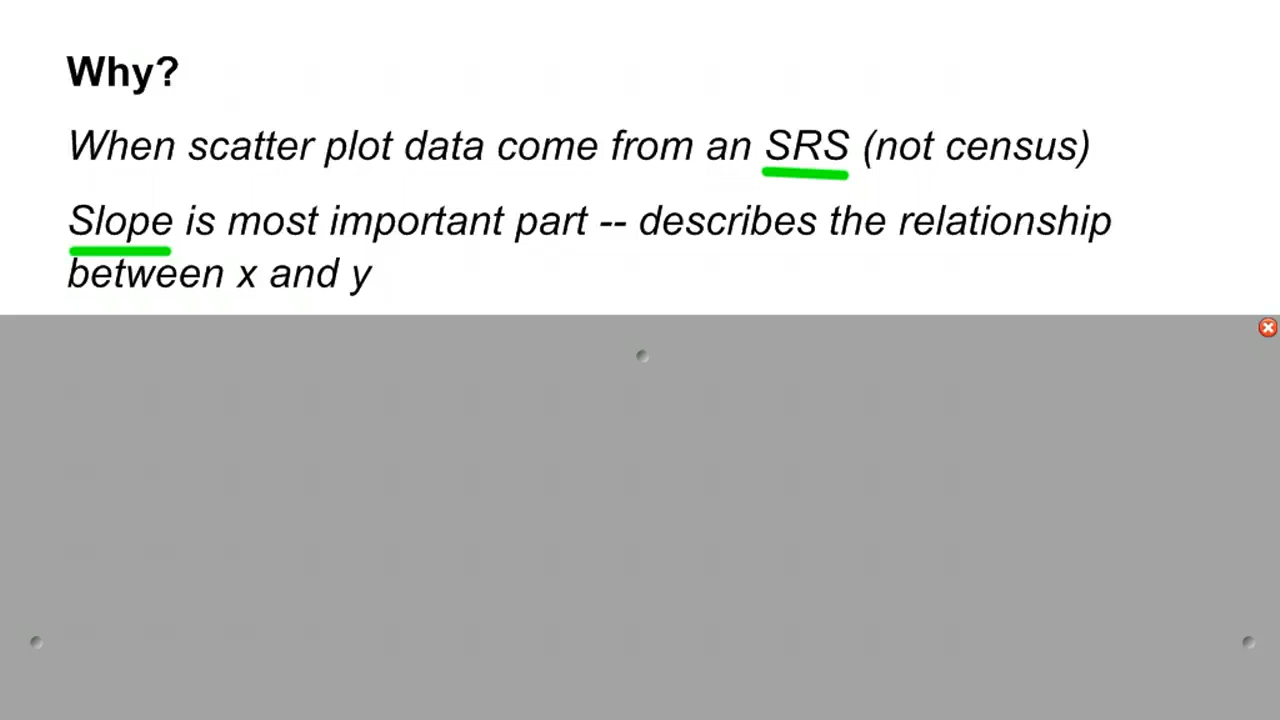 Why?
When scatter plot data come from an SRS (not census)
Slope is most important part -- describes the relationship
between x and y